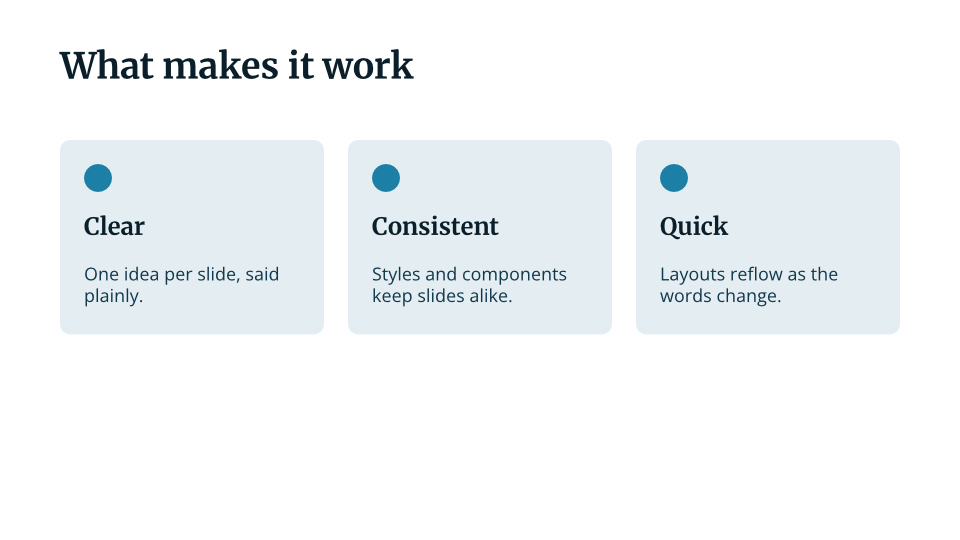 What makes it work
Clear
One idea per slide, said
plainly.
Consistent
Styles and components
keep slides alike.
Quick
Layouts reflow as the
words change.